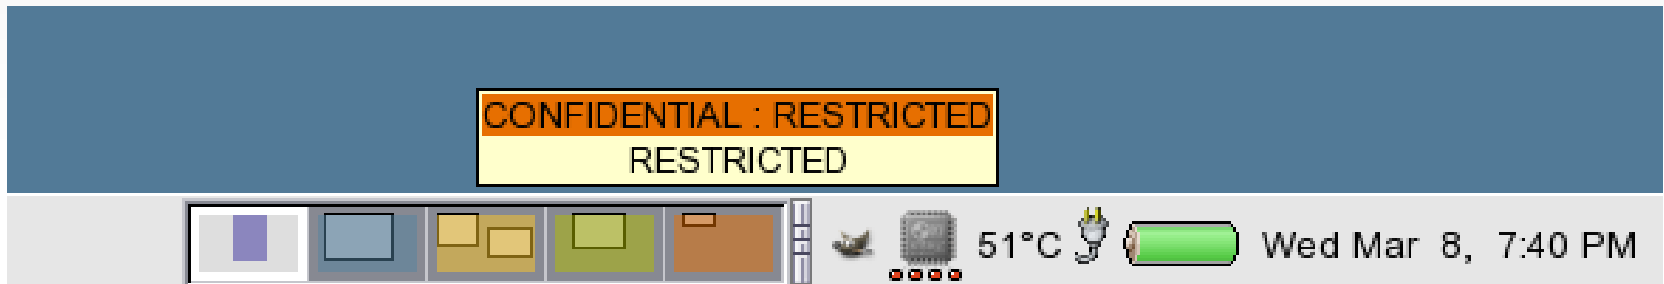 CONFIDENTIAL : RESTRICTED
RESTRICTED
51°C Wed Mar 8, 7:40 PM